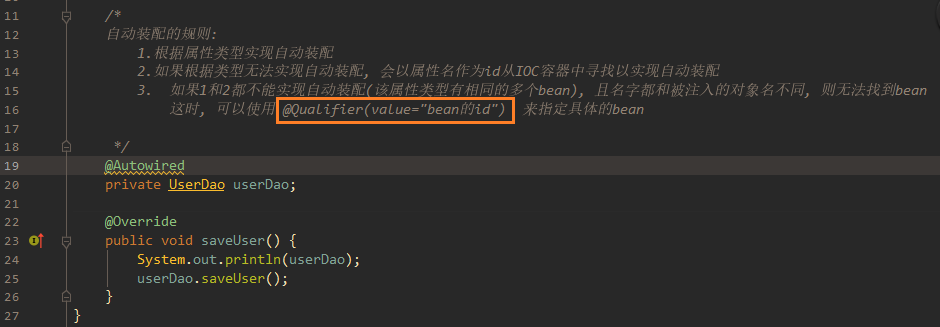 11 /*
12 自动装配的规则:
13 1.根据属性类型实现自动装配
14 2.如果根据类型无法实现自动装配, 会以属性名作为id从IOC容器中寻找以实现自动装配
15 3. 如果1和2都不能实现自动装配(该属性类型有相同的多个bean), 且名字都和被注入的对象名不同, 则无法找到bean
16 这时, 可以使用 @Qualifier(value="bean的id") 来指定具体的bean
17
18 */
19 @Autowired
20 private UserDao userDao;
21
22 @Override
23 public void saveUser() {
24 System.out.println(userDao);
25 userDao.saveUser();
26 }
27 }